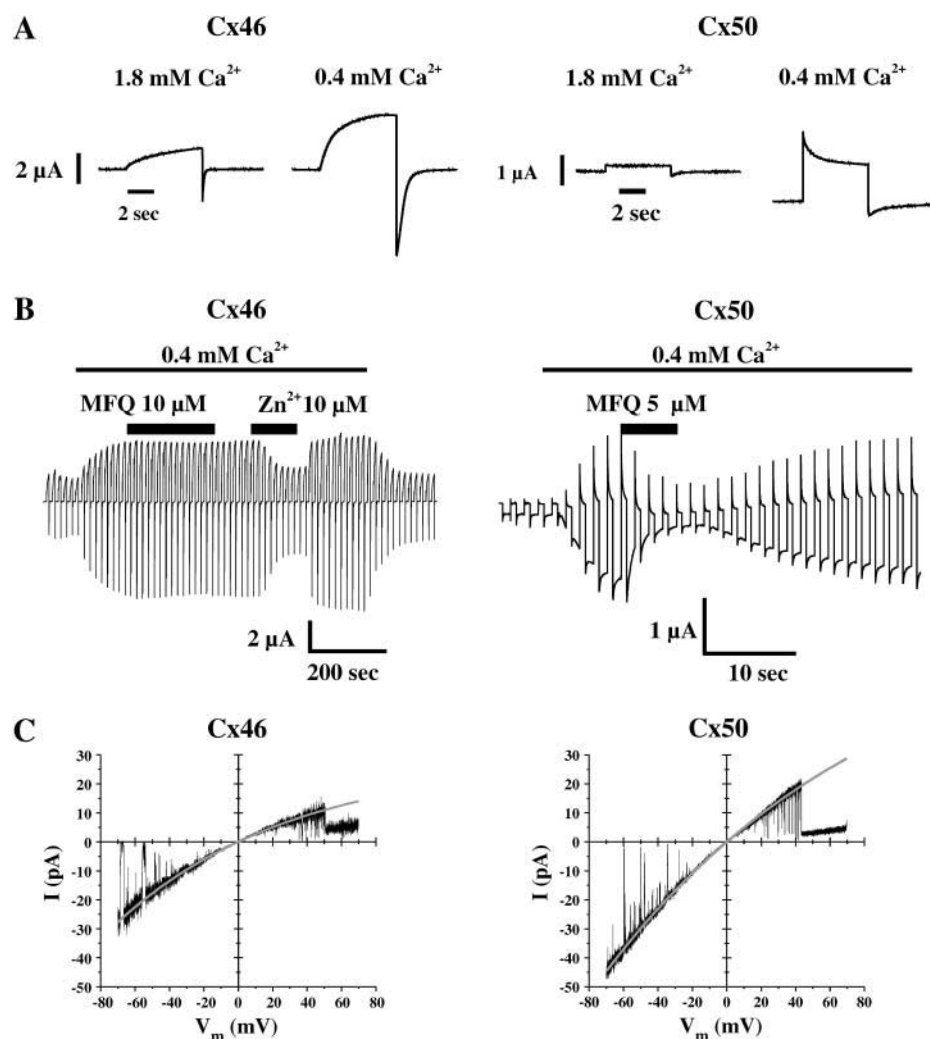 A
Cx46
Cx50
1.8 mM Ca²⁺
0.4 mM Ca²⁺
1.8 mM Ca²⁺
0.4 mM Ca²⁺
2 µA
2 sec
1 µA
2 sec
B
Cx46
Cx50
0.4 mM Ca²⁺
0.4 mM Ca²⁺
MFQ 10 µM
Zn²⁺ 10 µM
MFQ 5 µM
2 µA
200 sec
1 µA
10 sec
C
Cx46
Cx50
30
20
10
0
-10
-20
-30
-40
-50
I (pA)
-80 -60 -40 -20 0 20 40 60 80
Vₘ (mV)
30
20
10
0
-10
-20
-30
-40
-50
I (pA)
-80 -60 -40 -20 0 20 40 60 80
Vₘ (mV)